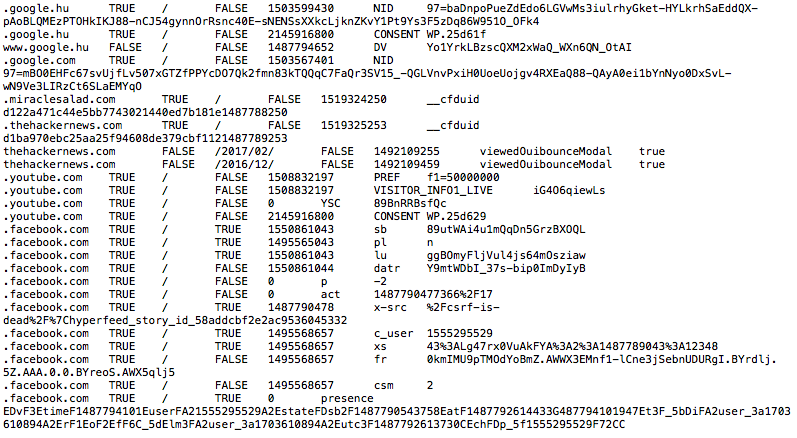 .google.hu TRUE / FALSE 1503599430 NID 97=baDnpoPueZdEdo6LGVwMs3iulrhyGket-HYLkrhSaEddQX-
pAoBLQMEzPTOHkIKJ88-nCJ54gynnOrRsnc40E-sNENSsXXkcLjknZKvY1Pt9Ys3F5zDq86W951O_OFk4
.google.hu TRUE / FALSE 2145916800 CONSENT WP.25d61f
www.google.hu FALSE / FALSE 1487794652 DV Yo1YrkLBzscQXM2xWaQ_WXn6QN_OtAI
.google.com TRUE / FALSE 1503567401 NID
97=mBO0EHFc67svUjfLv507xGTZfPPYcDO7Qk2fmn83kTQQqC7FaQr3SV15_-QGLVnvPxiH0UoeUojgv4RXEaQ88-QAyA0ei1bYnNyo0DxSvL-
wN9Ve3LIRzCt6SLaEMYqO
.miraclesalad.com TRUE / FALSE 1519324250 __cfduid
d122a471c44e5bb7743021440ed7b181e1487788250
.thehackernews.com TRUE / FALSE 1519325253 __cfduid
d1ba970ebc25aa25f94608de379cbf1121487789253
thehackernews.com FALSE /2017/02/ FALSE 1492109255 viewedOuibounceModal true
thehackernews.com FALSE /2016/12/ FALSE 1492109459 viewedOuibounceModal true
.youtube.com TRUE / FALSE 1508832197 PREF f1=50000000
.youtube.com TRUE / FALSE 1508832197 VISITOR_INFO1_LIVE iG4O6qiewLs
.youtube.com TRUE / FALSE 0 YSC 89BnRRBsfQc
.youtube.com TRUE / FALSE 2145916800 CONSENT WP.25d629
.facebook.com TRUE / TRUE 1550861043 sb 89utWAi4u1mQqDn5GrzBXOQL
.facebook.com TRUE / TRUE 1495565043 pl n
.facebook.com TRUE / TRUE 1550861043 lu ggBOmyFljVul4js64mOsziaw
.facebook.com TRUE / FALSE 1550861044 datr Y9mtWDbI_37s-bip0ImDyIyB
.facebook.com TRUE / FALSE 0 p -2
.facebook.com TRUE / FALSE 0 act 1487790477366%2F17
.facebook.com TRUE / TRUE 1487790478 x-src %2Fcsrf-is-
dead%2F%7Chyperfeed_story_id_58addcbf2e2ac9536045332
.facebook.com TRUE / TRUE 1495568657 c_user 1555295529
.facebook.com TRUE / TRUE 1495568657 xs 43%3ALg47rx0VuAkFYA%3A2%3A1487789043%3A12348
.facebook.com TRUE / TRUE 1495568657 fr 0kmIMU9pTMOdYoBmZ.AWWX3EMnf1-lCne3jSebnUDURgI.BYrdlj.
5Z.AAA.0.0.BYreoS.AWX5qlj5
.facebook.com TRUE / FALSE 1495568657 csm 2
.facebook.com TRUE / TRUE 0 presence
EDvF3EtimeF1487794101EuserFA21555295529A2EstateFDsb2F1487790543758EatF1487792614433G487794101947Et3F_5bDiFA2user_3a1703
610894A2ErF1EoF2EfF6C_5dElm3FA2user_3a1703610894A2Eutc3F1487792613730CEchFDp_5f1555295529F72CC